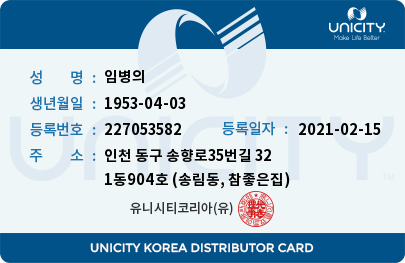 UNICITY
Make Life Better
성 명 : 임병의
생년월일 : 1953-04-03
등록번호 : 227053582 등록일자 : 2021-02-15
주 소 : 인천 동구 송향로35번길 32
1동904호 (송림동, 참좋은집)
유니시티코리아(유)
UNICITY
UNICITY KOREA DISTRIBUTOR CARD